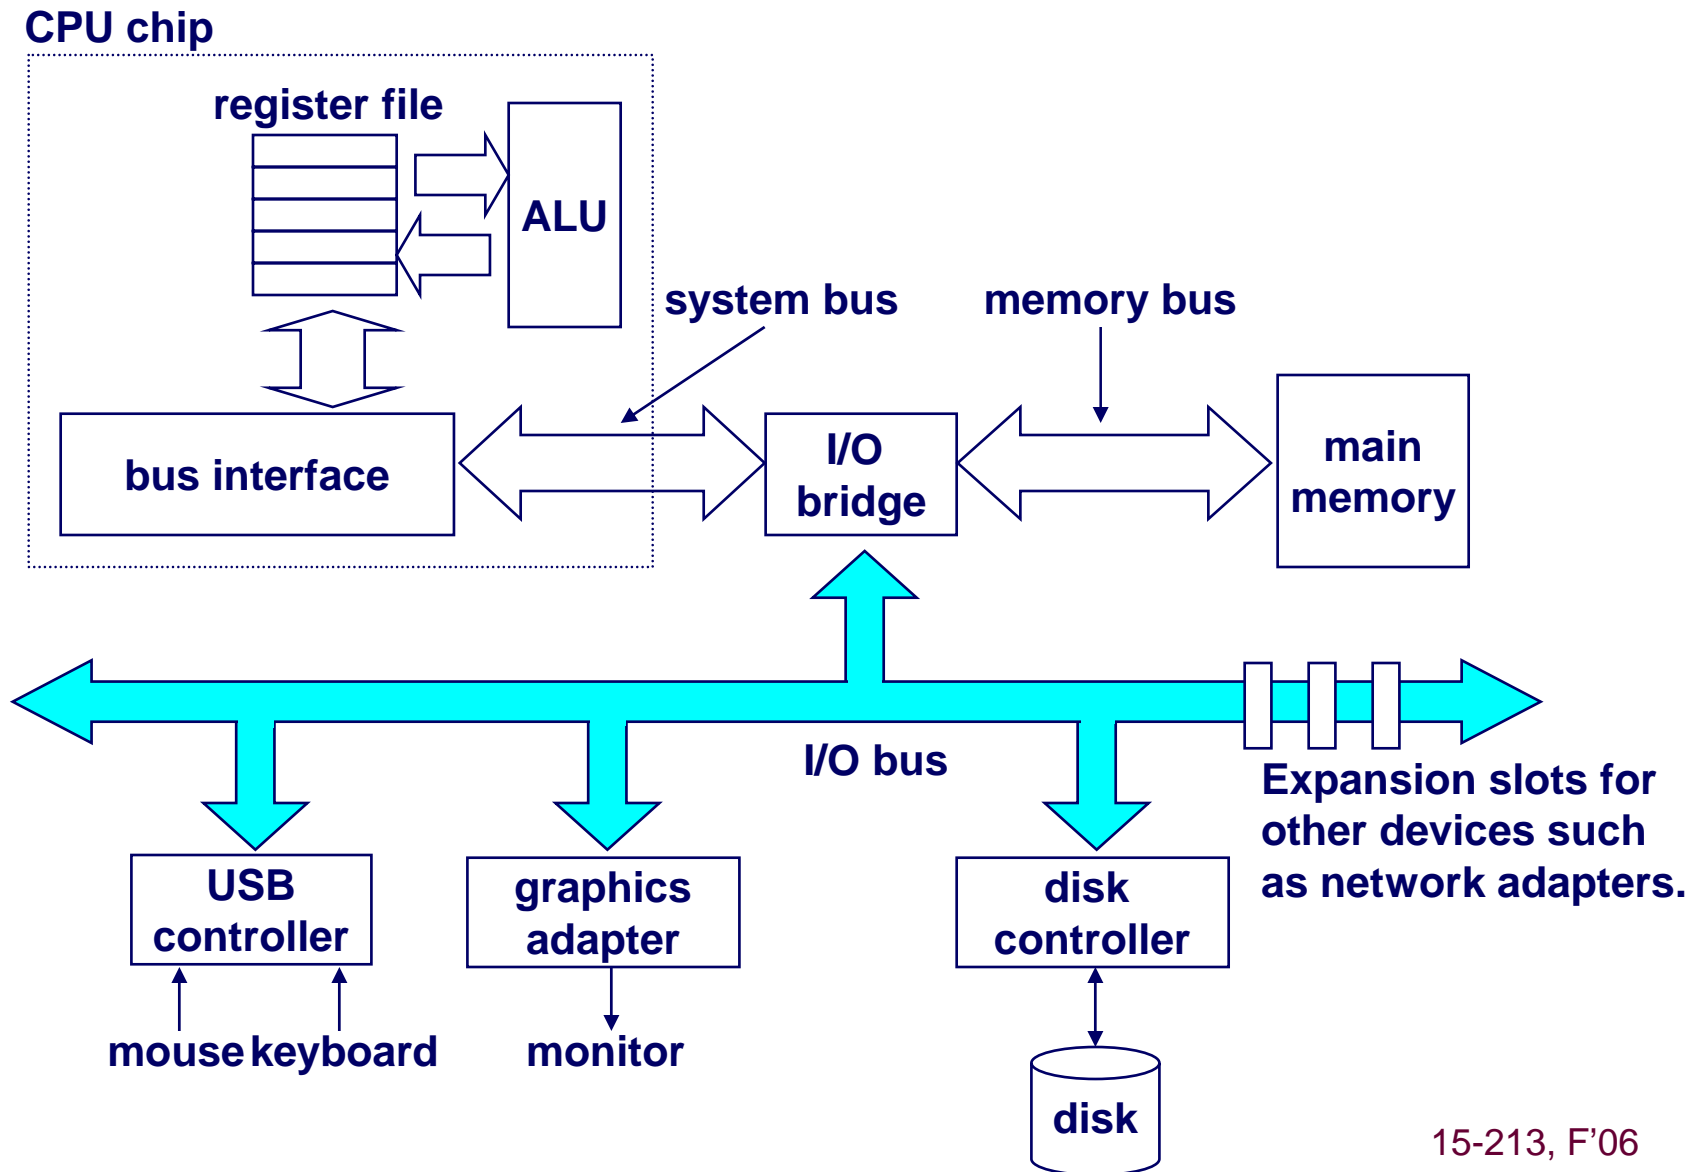 CPU chip
register file
ALU
system bus
memory bus
bus interface
I/O
bridge
main
memory
I/O bus
Expansion slots for
other devices such
as network adapters.
USB
controller
graphics
adapter
disk
controller
mouse
keyboard
monitor
disk
15-213, F’06